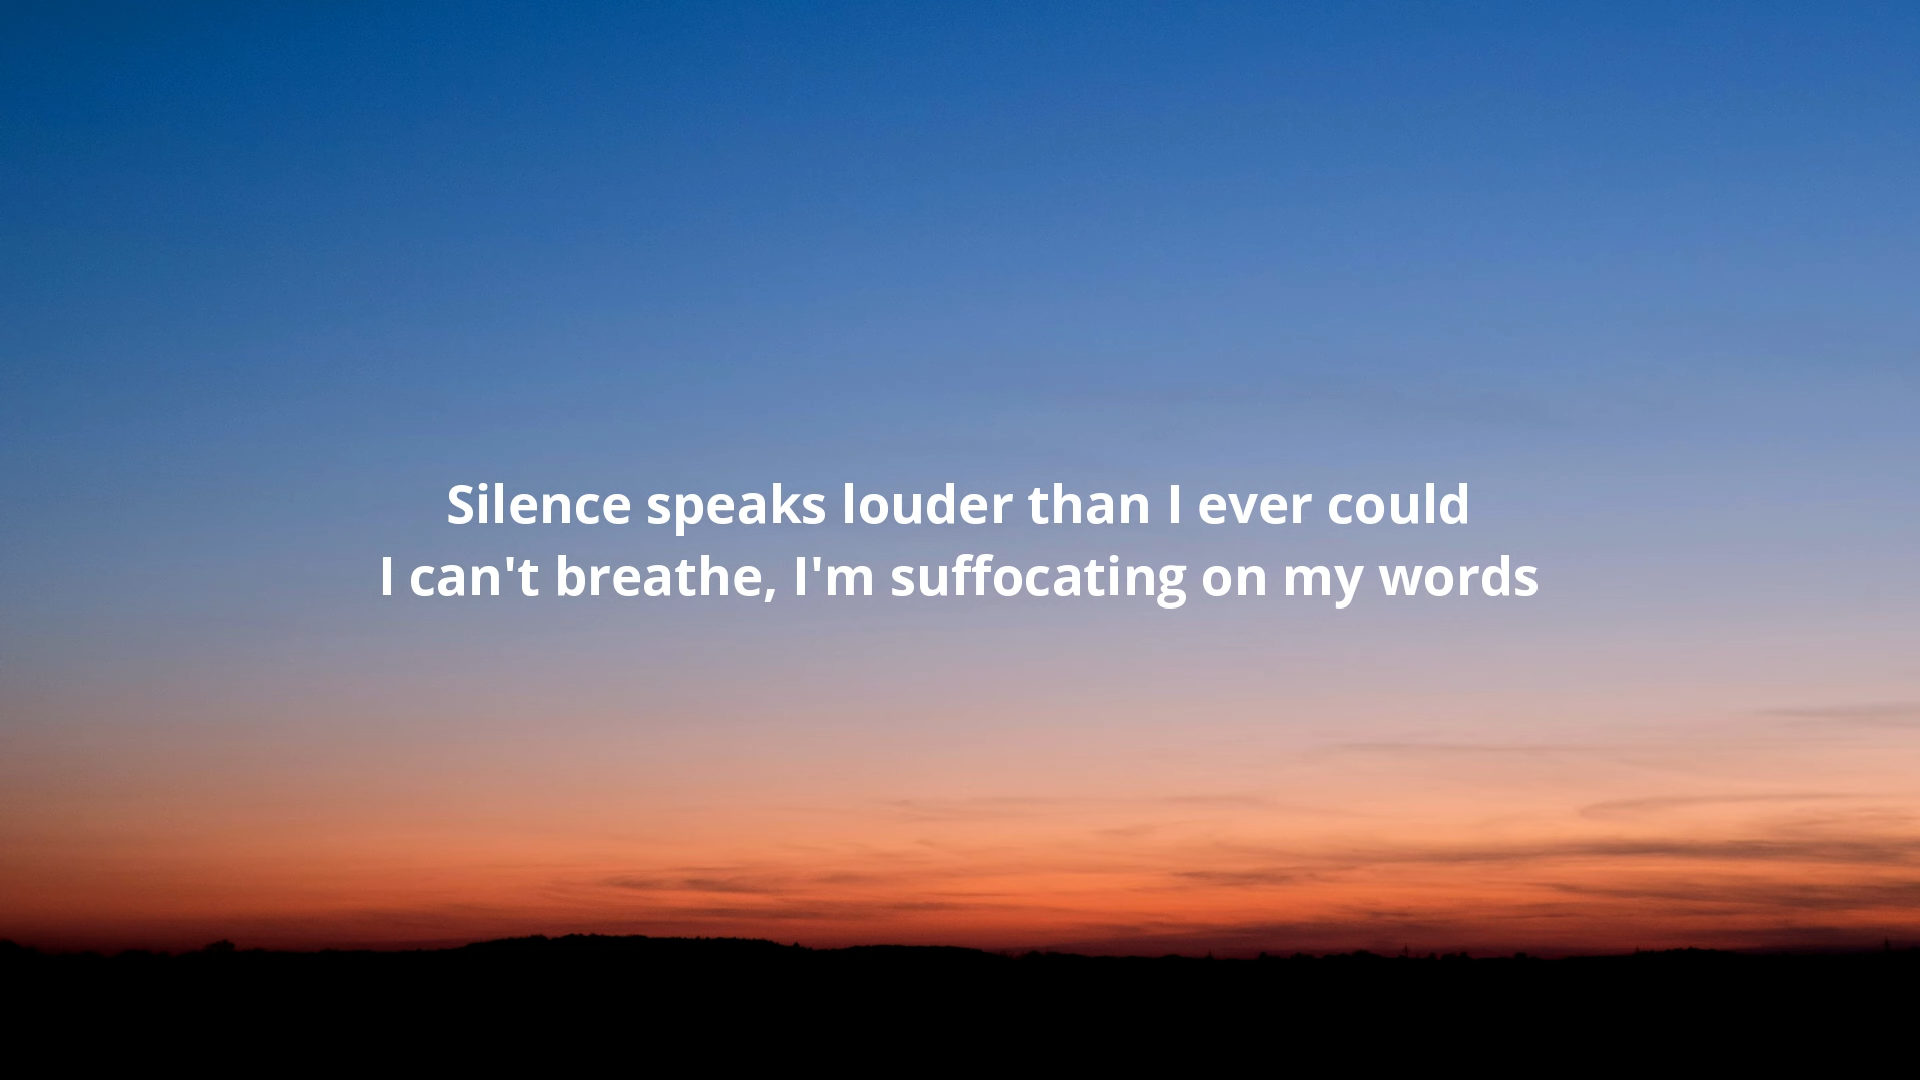 Silence speaks louder than I ever could
I can't breathe, I'm suffocating on my words